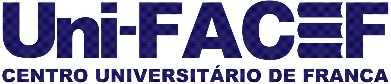 Uni-FACEF
CENTRO UNIVERSITÁRIO DE FRANCA